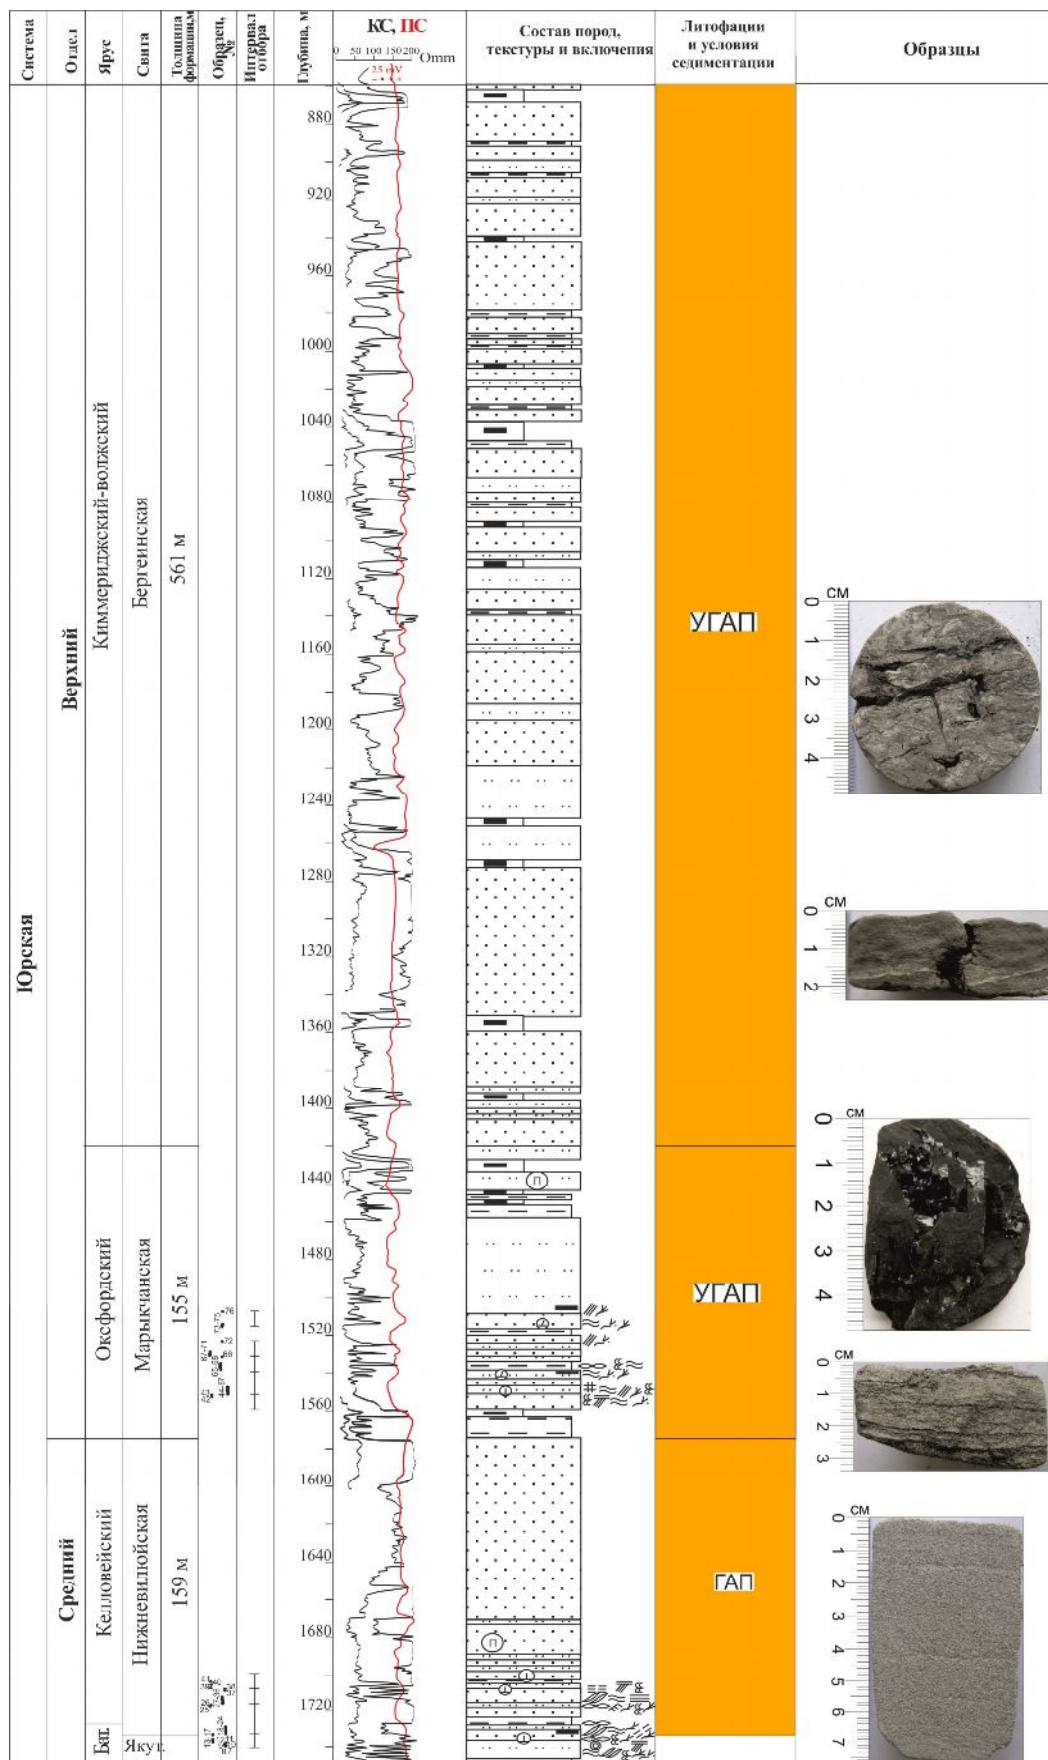 Система
Отдел
Ярус
Свита
Толщина формации,м
Образец, №
Интервал отбора
Глубина, м
КС, ПС
0 50 100 150 200 Omm
25 mV
Состав пород,
текстуры и включения
Литофации
и условия
седиментации
Образцы
Юрская
Верхний
Средний
Киммериджский-волжский
Оксфордский
Келловейский
Бат.
Бергеинская
Марыкчанская
Нижневилюйская
Якут.
561 м
155 м
159 м
76
72
880
920
960
1000
1040
1080
1120
1160
1200
1240
1280
1320
1360
1400
1440
1480
1520
1560
1600
1640
1680
1720
П
П
УГАП
УГАП
ГАП
СМ
0
1
2
3
4
СМ
0
1
2
СМ
0
1
2
3
4
СМ
0
1
2
3
СМ
0
1
2
3
4
5
6
7